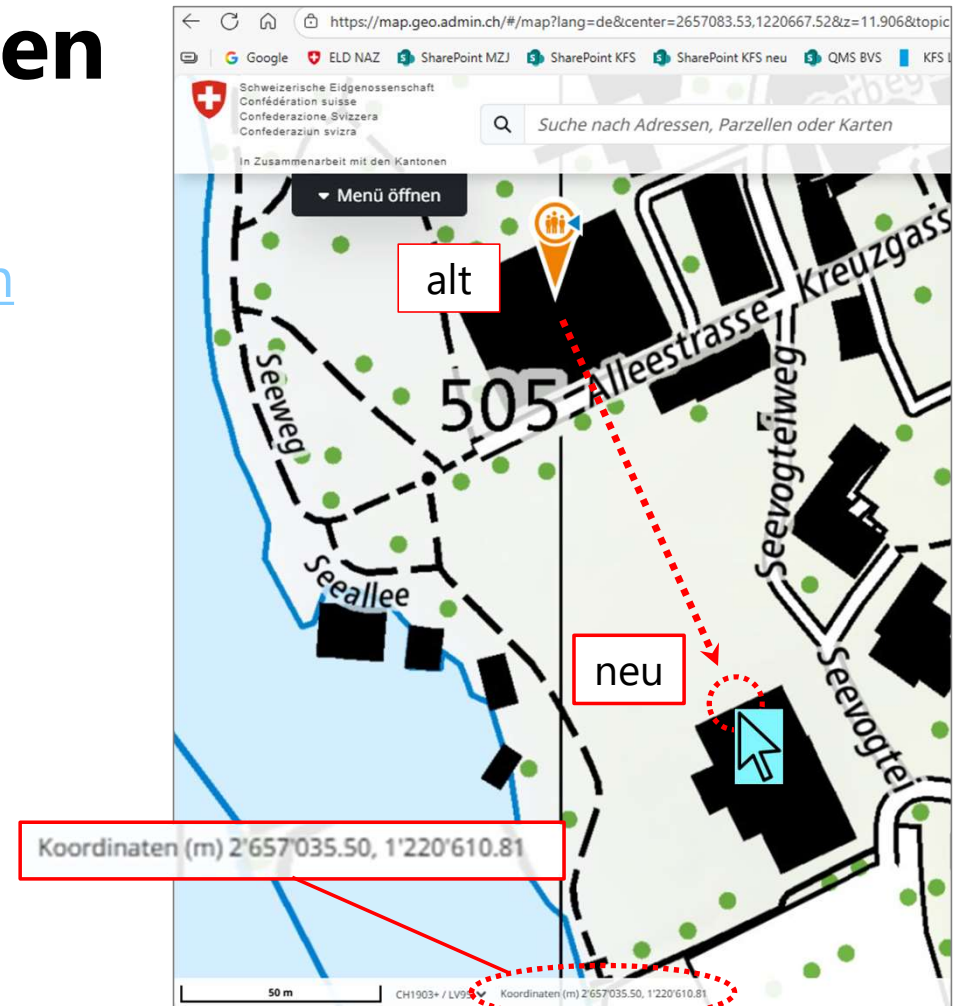 en
n
https://map.geo.admin.ch/#/map?lang=de&center=2657083.53,1220667.52&z=11.906&topic
Google ELD NAZ SharePoint MZJ SharePoint KFS SharePoint KFS neu QMS BVS KFS
Schweizerische Eidgenossenschaft
Confédération suisse
Confederazione Svizzera
Confederaziun svizra
In Zusammenarbeit mit den Kantonen
Suche nach Adressen, Parzellen oder Karten
Menü öffnen
alt
Kreuzgass
Alleestrasse
505
Seeweg
Seevogteiweg
Seeallee
neu
Seevogtei
Koordinaten (m) 2'657'035.50, 1'220'610.81
50 m
CH1903+ / LV95
Koordinaten (m) 2'657'035.50, 1'220'610.81